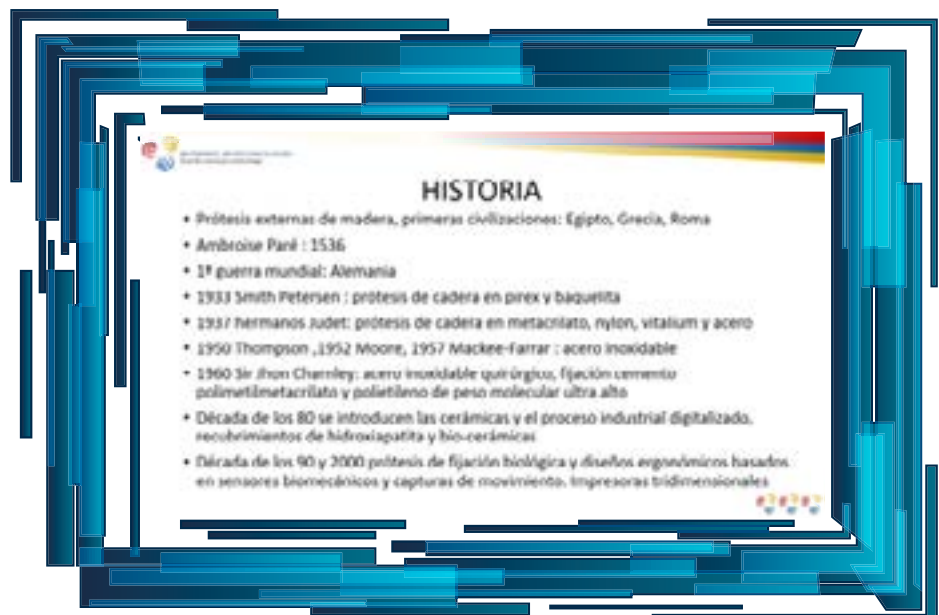 HISTORIA
• Prótesis externas de madera, primeras civilizaciones: Egipto, Grecia, Roma
• Ambroise Paré : 1536
• 1ª guerra mundial: Alemania
• 1933 Smith Petersen : prótesis de cadera en pirex y baquelita
• 1937 hermanos Judet: prótesis de cadera en metacrilato, nylon, vitalium y acero
• 1950 Thompson ,1952 Moore, 1957 Mackee-Farrar : acero inoxidable
• 1960 Sir Jhon Charnley: acero inoxidable quirúrgico, fijación cemento
polimetilmetacrilato y polietileno de peso molecular ultra alto
• Década de los 80 se introducen las cerámicas y el proceso industrial digitalizado,
recubrimientos de hidroxiapatita y bio-cerámicas
• Década de los 90 y 2000 prótesis de fijación biológica y diseños ergonómicos basados
en sensores biomecánicos y capturas de movimiento. Impresoras tridimensionales